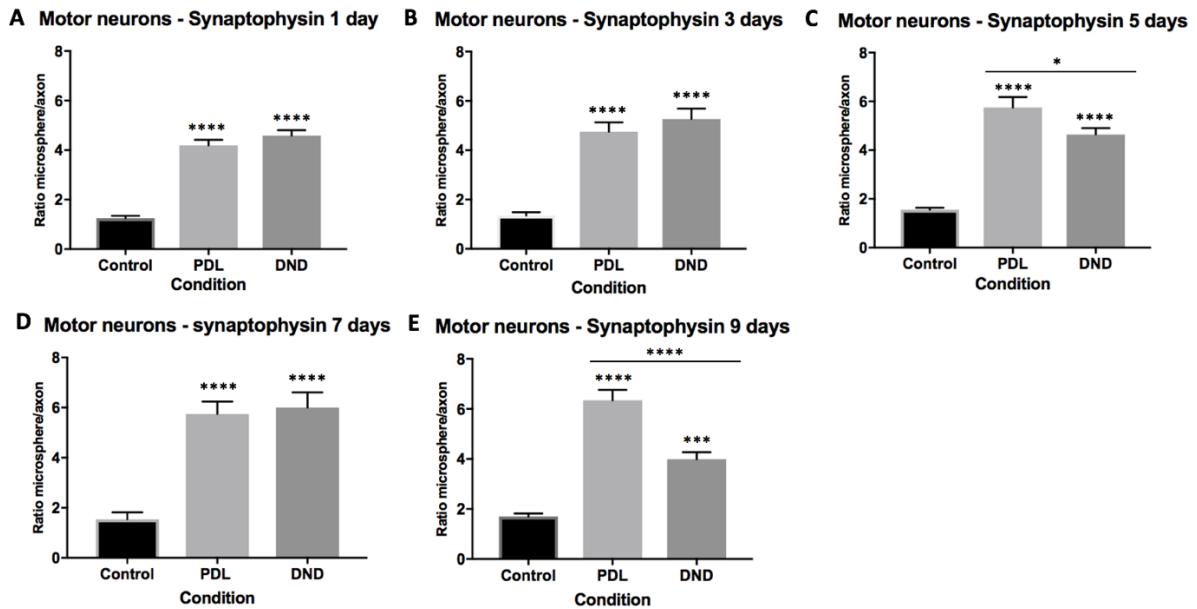 A Motor neurons - Synaptophysin 1 day
8
6
4
2
0
Ratio microsphere/axon
****
****
Control PDL DND
Condition
B Motor neurons - Synaptophysin 3 days
8
6
4
2
0
Ratio microsphere/axon
****
****
Control PDL DND
Condition
C Motor neurons - Synaptophysin 5 days
8
6
4
2
0
Ratio microsphere/axon
*
****
****
Control PDL DND
Condition
D Motor neurons - synaptophysin 7 days
8
6
4
2
0
Ratio microsphere/axon
****
****
Control PDL DND
Condition
E Motor neurons - Synaptophysin 9 days
8
6
4
2
0
Ratio microsphere/axon
****
****
***
Control PDL DND
Condition